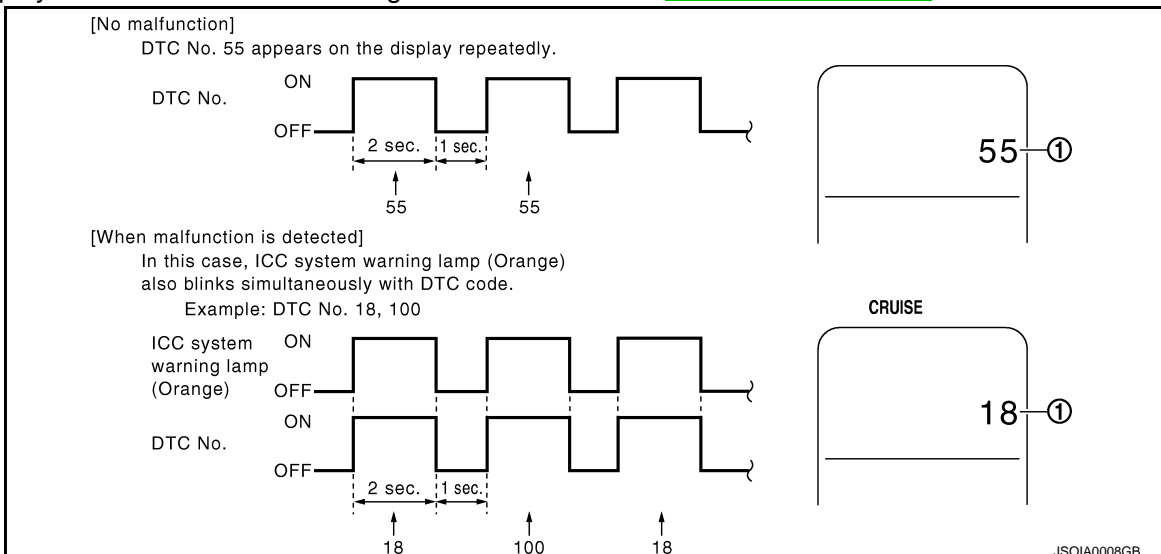 [No malfunction]
DTC No. 55 appears on the display repeatedly.
ON
DTC No.
OFF
2 sec.
1 sec.
55
55
55
1
[When malfunction is detected]
In this case, ICC system warning lamp (Orange)
also blinks simultaneously with DTC code.
Example: DTC No. 18, 100
CRUISE
ICC system
warning lamp
(Orange)
ON
OFF
ON
DTC No.
OFF
2 sec.
1 sec.
18
100
18
18
1
JSOIA0008GB